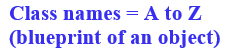 Class names = A to Z
(blueprint of an object)